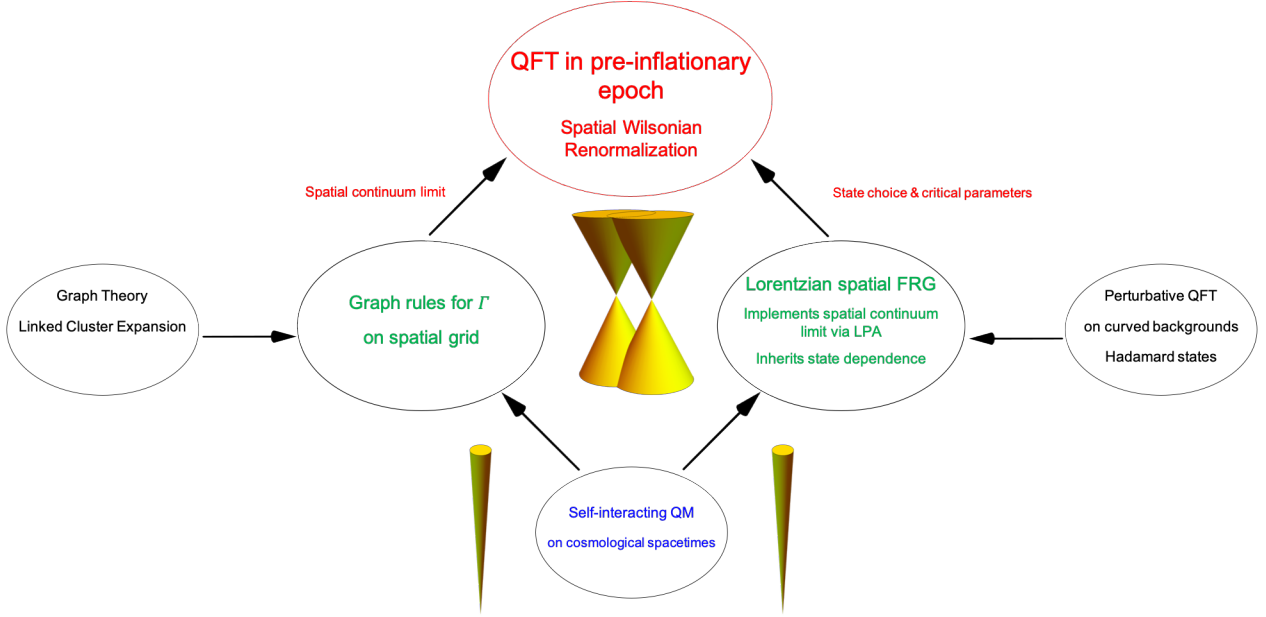 QFT in pre-inflationary
epoch
Spatial Wilsonian
Renormalization
Spatial continuum limit
State choice & critical parameters
Graph Theory
Linked Cluster Expansion
Graph rules for Γ
on spatial grid
Lorentzian spatial FRG
Implements spatial continuum
limit via LPA
Inherits state dependence
Perturbative QFT
on curved backgrounds
Hadamard states
Self-interacting QM
on cosmological spacetimes